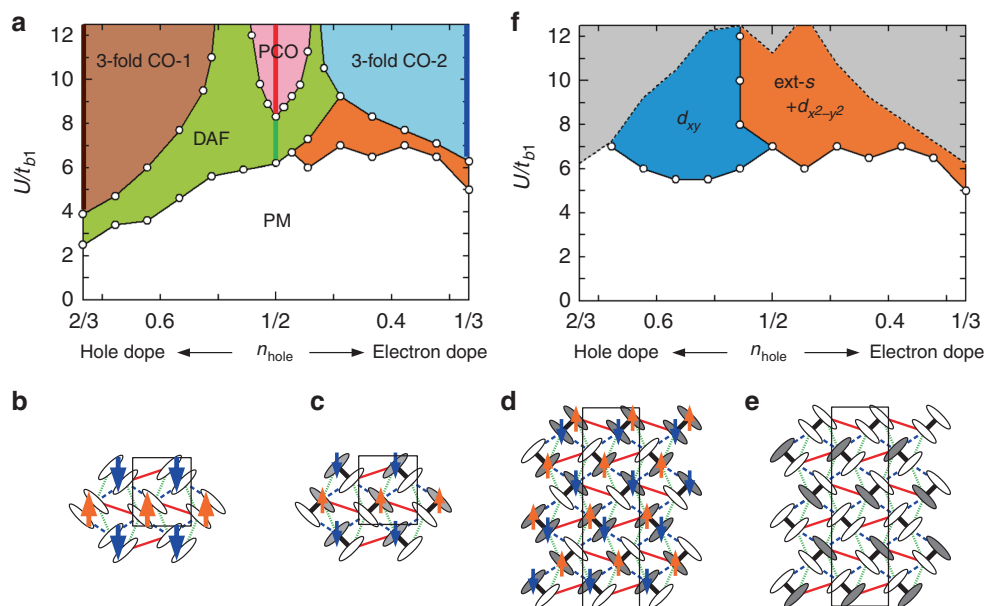 a
U/t_b1
12
10
8
6
4
2
0
3-fold CO-1
PCO
3-fold CO-2
DAF
PM
2/3
0.6
1/2
0.4
1/3
Hole dope ← n_hole → Electron dope
f
U/t_b1
12
10
8
6
4
2
0
d_xy
ext-s
+d_x²–y²
2/3
0.6
1/2
0.4
1/3
Hole dope ← n_hole → Electron dope
b
c
d
e